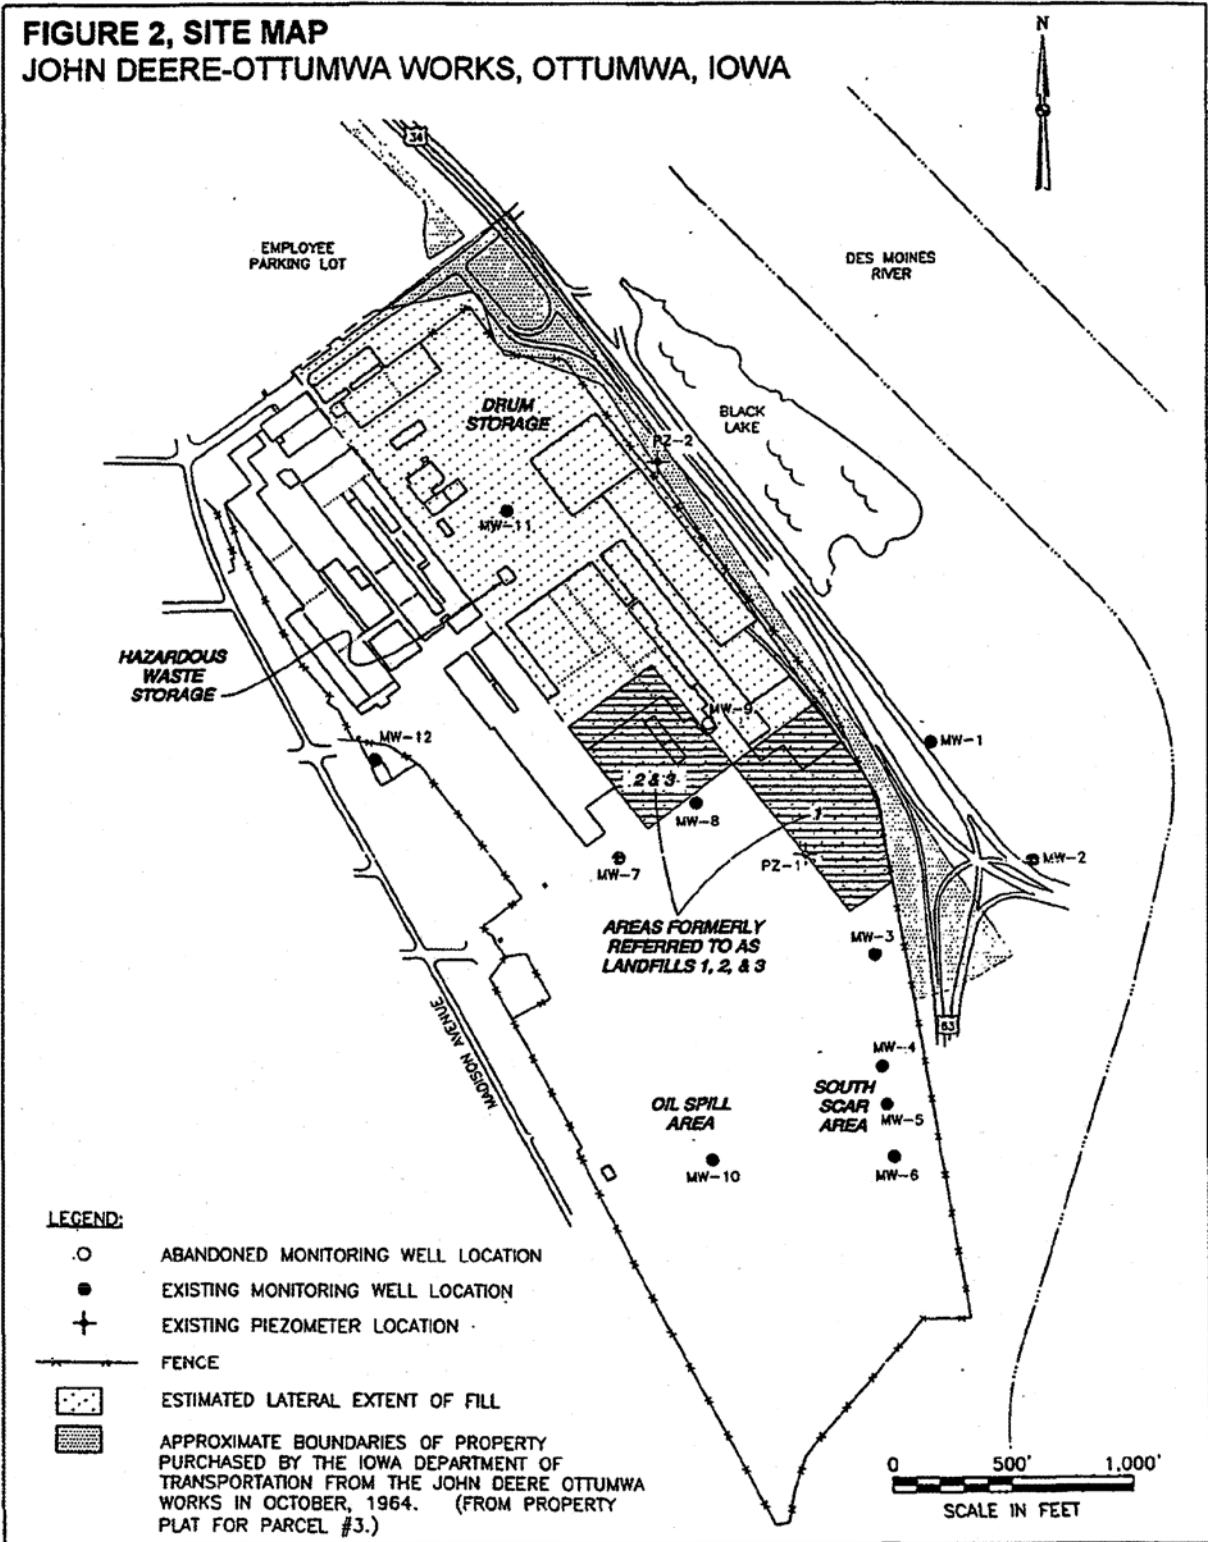 FIGURE 2, SITE MAP
JOHN DEERE-OTTUMWA WORKS, OTTUMWA, IOWA
N
34
EMPLOYEE
PARKING LOT
DES MOINES
RIVER
DRUM
STORAGE
BLACK
LAKE
PZ-2
MW-11
HAZARDOUS
WASTE
STORAGE
MW-9
MW-12
MW-1
2 & 3
1
MW-8
MW-7
PZ-1
MW-2
AREAS FORMERLY
REFERRED TO AS
LANDFILLS 1, 2, & 3
MW-3
63
MADISON AVENUE
MW-4
SOUTH
SCAR
AREA
MW-5
OIL SPILL
AREA
MW-10
MW-6
LEGEND:
ABANDONED MONITORING WELL LOCATION
EXISTING MONITORING WELL LOCATION
EXISTING PIEZOMETER LOCATION
FENCE
ESTIMATED LATERAL EXTENT OF FILL
APPROXIMATE BOUNDARIES OF PROPERTY
PURCHASED BY THE IOWA DEPARTMENT OF
TRANSPORTATION FROM THE JOHN DEERE OTTUMWA
WORKS IN OCTOBER, 1964. (FROM PROPERTY
PLAT FOR PARCEL #3.)
0 500' 1,000'
SCALE IN FEET